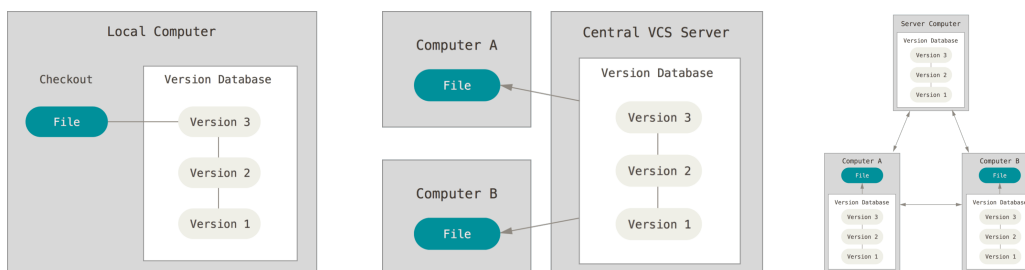 Local Computer
Checkout
Version Database
File
Version 3
Version 2
Version 1
Computer A
File
Computer B
File
Central VCS Server
Version Database
Version 3
Version 2
Version 1
Server Computer
Version Database
Version 3
Version 2
Version 1
Computer A
File
Version Database
Version 3
Version 2
Version 1
Computer B
File
Version Database
Version 3
Version 2
Version 1